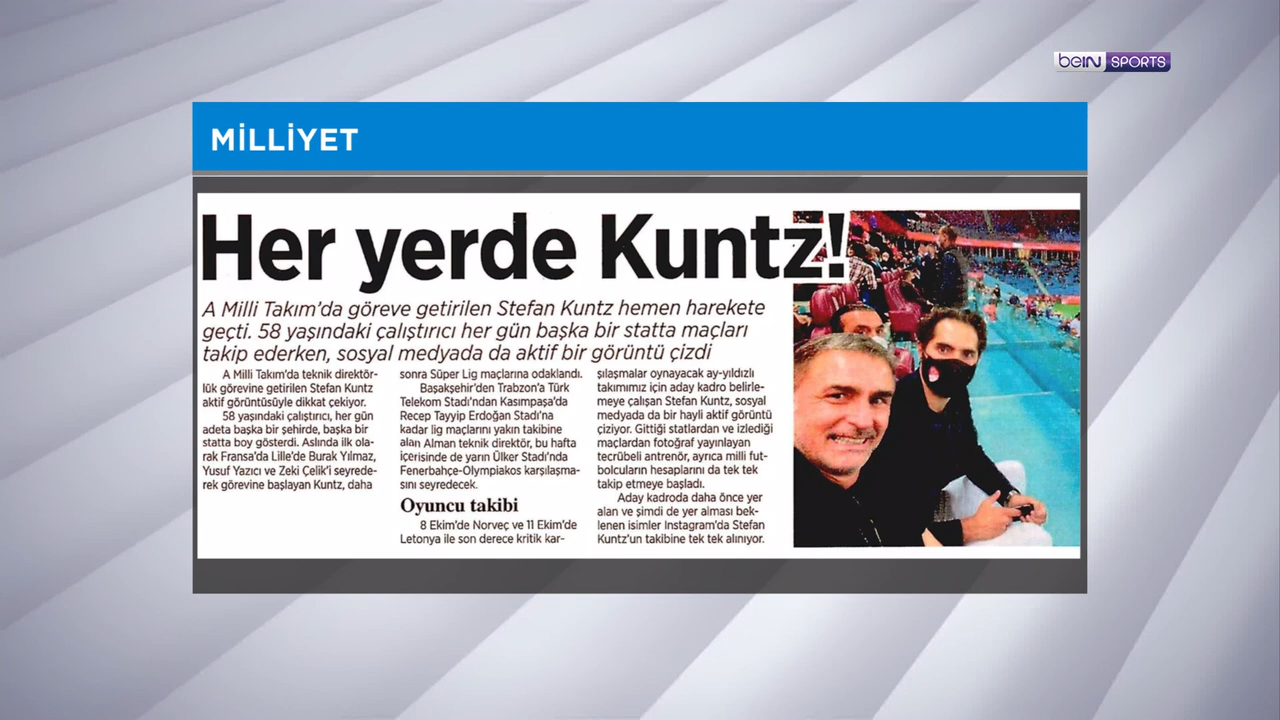 beIN SPORTS
MİLLİYET
Her yerde Kuntz!
A Milli Takım’da göreve getirilen Stefan Kuntz hemen harekete
geçti. 58 yaşındaki çalıştırıcı her gün başka bir statta maçları
takip ederken, sosyal medyada da aktif bir görüntü çizdi
A Milli Takım’da teknik direktör-
lük görevine getirilen Stefan Kuntz
aktif görüntüsüyle dikkat çekiyor.
58 yaşındaki çalıştırıcı, her gün
adeta başka bir şehirde, başka bir
statta boy gösterdi. Aslında ilk ola-
rak Fransa’da Lille’de Burak Yılmaz,
Yusuf Yazıcı ve Zeki Çelik’i seyrede-
rek görevine başlayan Kuntz, daha
sonra Süper Lig maçlarına odaklandı.
Başakşehir’den Trabzon’a Türk
Telekom Stadı’ndan Kasımpaşa’da
Recep Tayyip Erdoğan Stadı’na
kadar lig maçlarını yakın takibine
alan Alman teknik direktör, bu hafta
içerisinde de yarın Ülker Stadı’nda
Fenerbahçe-Olympiakos karşılaşma-
sını seyredecek.
Oyuncu takibi
8 Ekim’de Norveç ve 11 Ekim’de
Letonya ile son derece kritik kar-
şılaşmalar oynayacak ay-yıldızlı
takımımız için aday kadro belirle-
meye çalışan Stefan Kuntz, sosyal
medyada da bir hayli aktif görüntü
çiziyor. Gittiği statlardan ve izlediği
maçlardan fotoğraf yayınlayan
tecrübeli antrenör, ayrıca milli fut-
bolcuların hesaplarını da tek tek
takip etmeye başladı.
Aday kadroda daha önce yer
alan ve şimdi de yer alması bek-
lenen isimler Instagram’da Stefan
Kuntz’un takibine tek tek alınıyor.